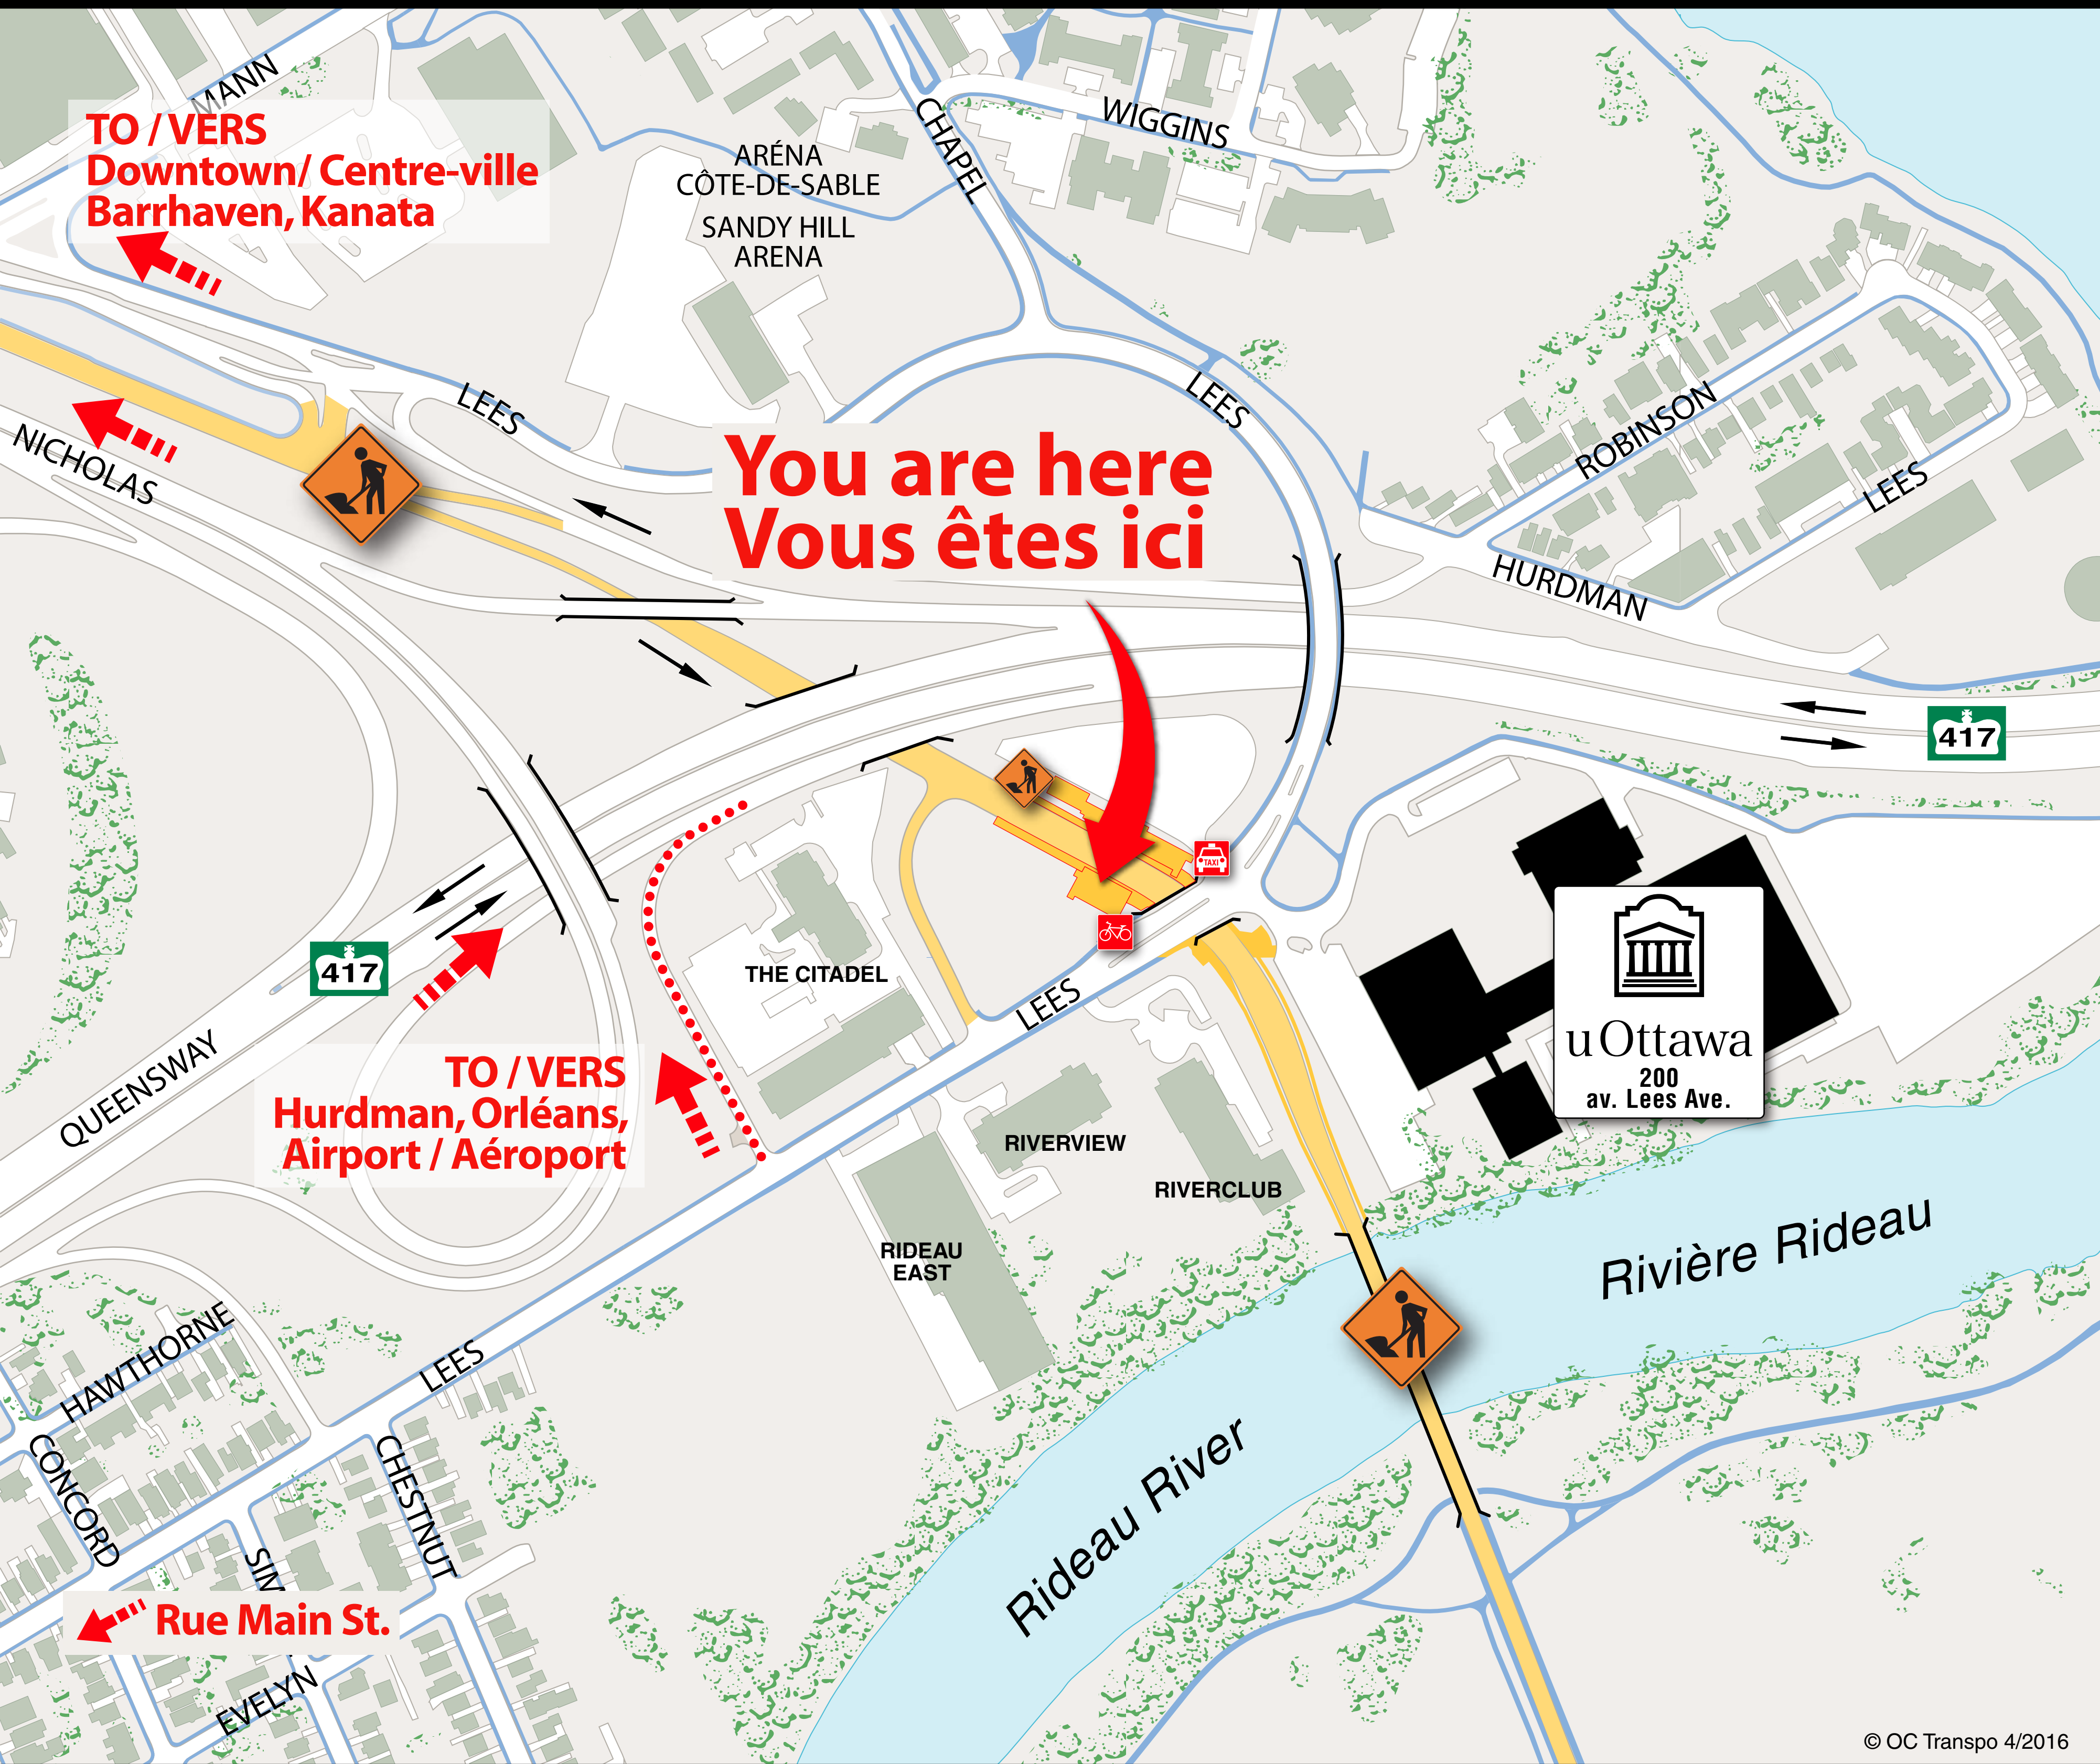 MANN
TO / VERS
Downtown/ Centre-ville
Barrhaven, Kanata
ARÉNA
CÔTE-DE-SABLE
SANDY HILL
ARENA
CHAPEL
WIGGINS
LEES
LEES
NICHOLAS
You are here
Vous êtes ici
ROBINSON
LEES
HURDMAN
417
TAXI
THE CITADEL
417
LEES
QUEENSWAY
TO / VERS
Hurdman, Orléans,
Airport / Aéroport
uOttawa
200
av. Lees Ave.
RIVERVIEW
RIVERCLUB
RIDEAU
EAST
Rivière Rideau
Rideau River
HAWTHORNE
LEES
CONCORD
CHESTNUT
SIM
Rue Main St.
EVELYN
© OC Transpo 4/2016